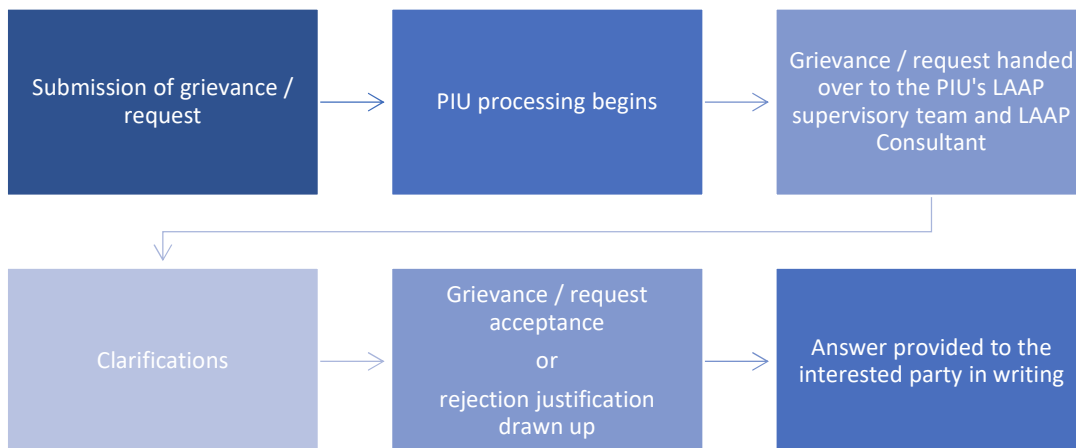 Submission of grievance /
request
PIU processing begins
Grievance / request handed
over to the PIU's LAAP
supervisory team and LAAP
Consultant
Clarifications
Grievance / request
acceptance
or
rejection justification
drawn up
Answer provided to the
interested party in writing